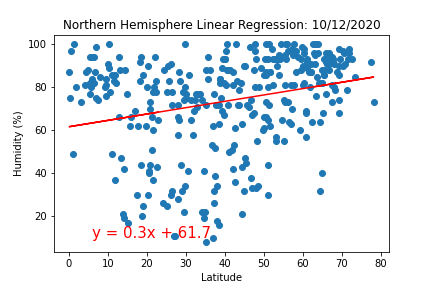 Northern Hemisphere Linear Regression: 10/12/2020
100
80
60
40
20
Humidity (%)
y = 0.3x + 61.7
0 10 20 30 40 50 60 70 80
Latitude